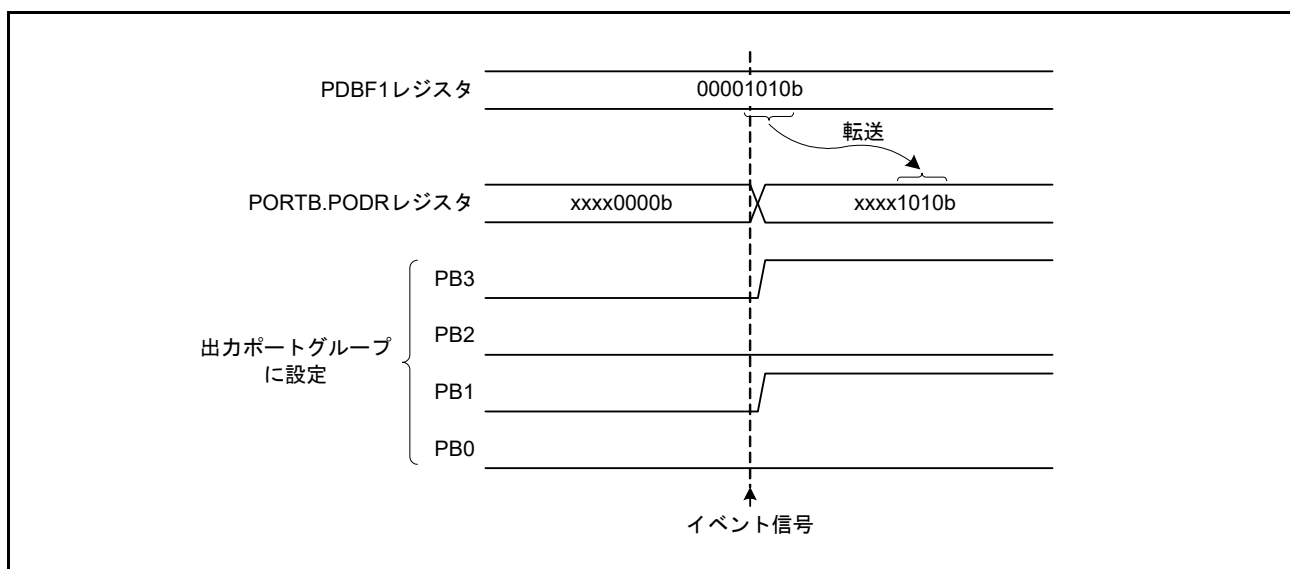 PDBF1レジスタ
00001010b
転送
PORTB.PODRレジスタ
xxxx0000b
xxxx1010b
PB3
PB2
出力ポートグループ
に設定
PB1
PB0
イベント信号